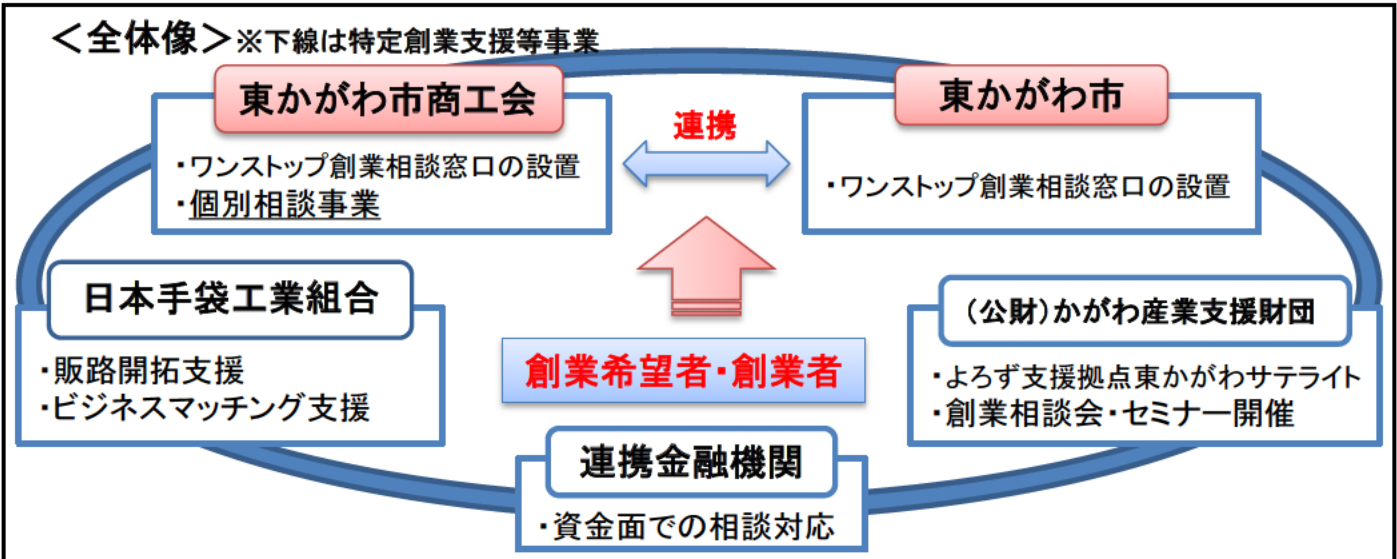 ＜全体像＞※下線は特定創業支援等事業
東かがわ市商工会
・ワンストップ創業相談窓口の設置
・個別相談事業
連携
東かがわ市
・ワンストップ創業相談窓口の設置
日本手袋工業組合
・販路開拓支援
・ビジネスマッチング支援
創業希望者・創業者
（公財）かがわ産業支援財団
・よろず支援拠点東かがわサテライト
・創業相談会・セミナー開催
連携金融機関
・資金面での相談対応